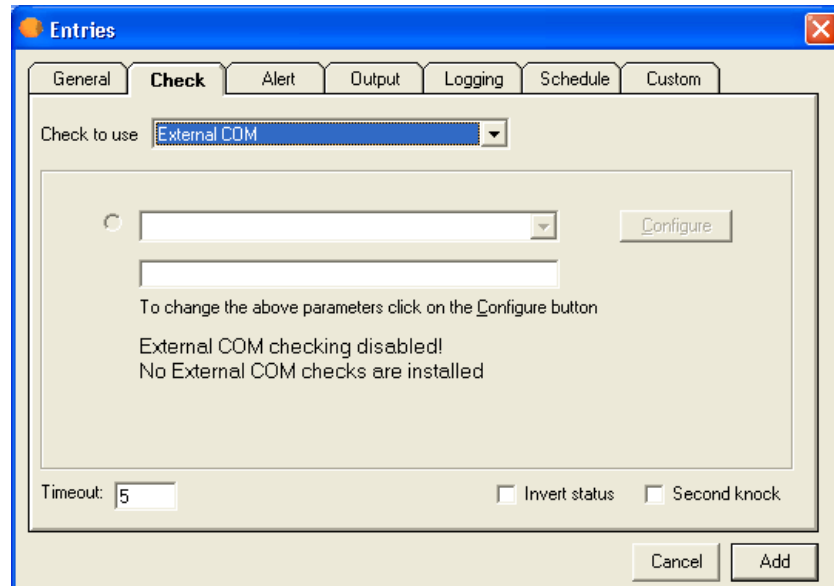 Entries
General Check Alert Output Logging Schedule Custom
Check to use External COM
Configure
To change the above parameters click on the Configure button
External COM checking disabled!
No External COM checks are installed
Timeout: 5 Invert status Second knock
Cancel Add